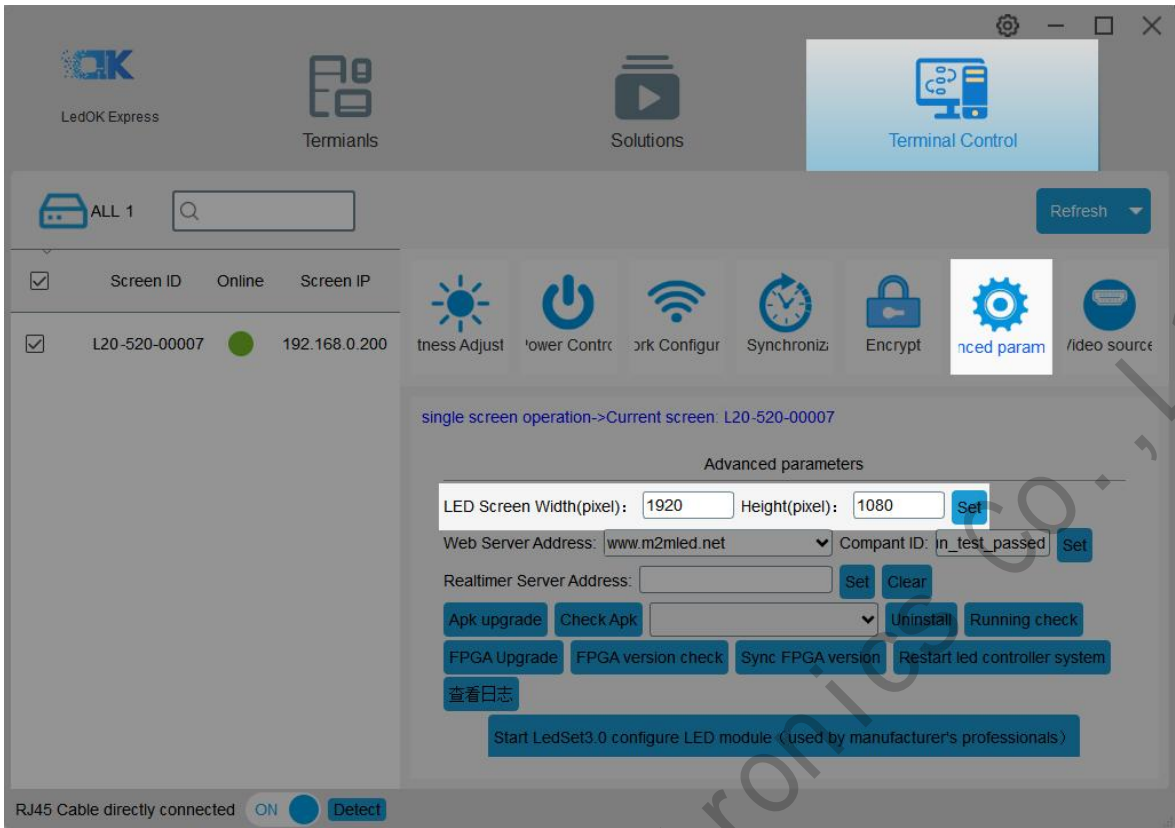 LedOK Express
Termianls
Solutions
Terminal Control
ALL 1
Refresh
Screen ID Online Screen IP
L20-520-00007 192.168.0.200
tness Adjust
Power Contro
ork Configur
Synchroniza
Encrypt
nced param
Video source
single screen operation->Current screen: L20-520-00007
Advanced parameters
LED Screen Width(pixel): 1920 Height(pixel): 1080 Set
Web Server Address: www.m2mled.net Compant ID: in_test_passed Set
Realtimer Server Address: Set Clear
Apk upgrade Check Apk Uninstall Running check
FPGA Upgrade FPGA version check Sync FPGA version Restart led controller system
查看日志
Start LedSet3.0 configure LED module（used by manufacturer's professionals）
RJ45 Cable directly connected ON Detect
ronics co.,L